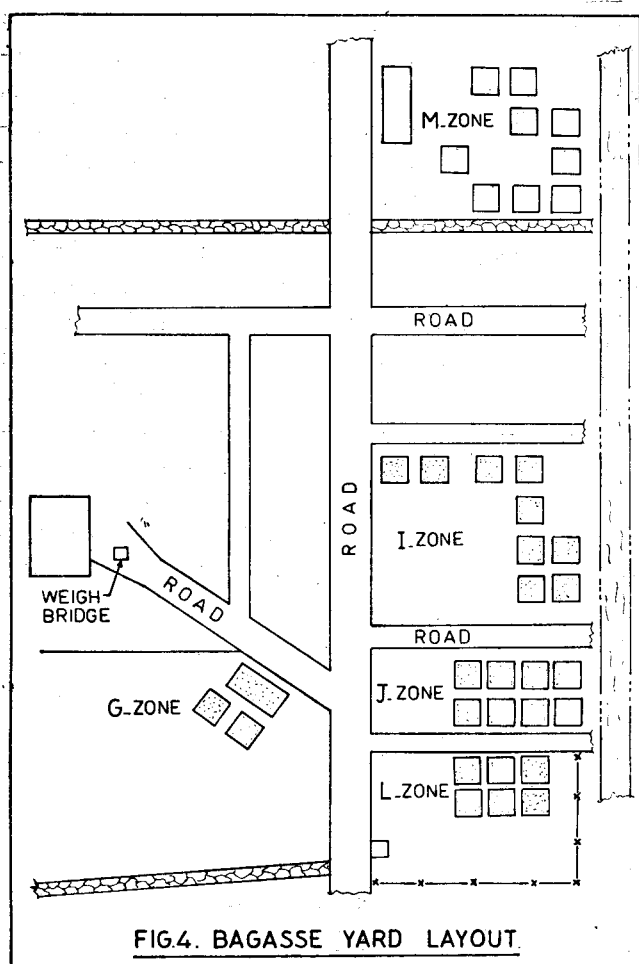 M_ZONE
ROAD
ROAD
I_ZONE
WEIGH-
BRIDGE
ROAD
ROAD
G_ZONE
J_ZONE
L_ZONE
FIG.4. BAGASSE YARD LAYOUT